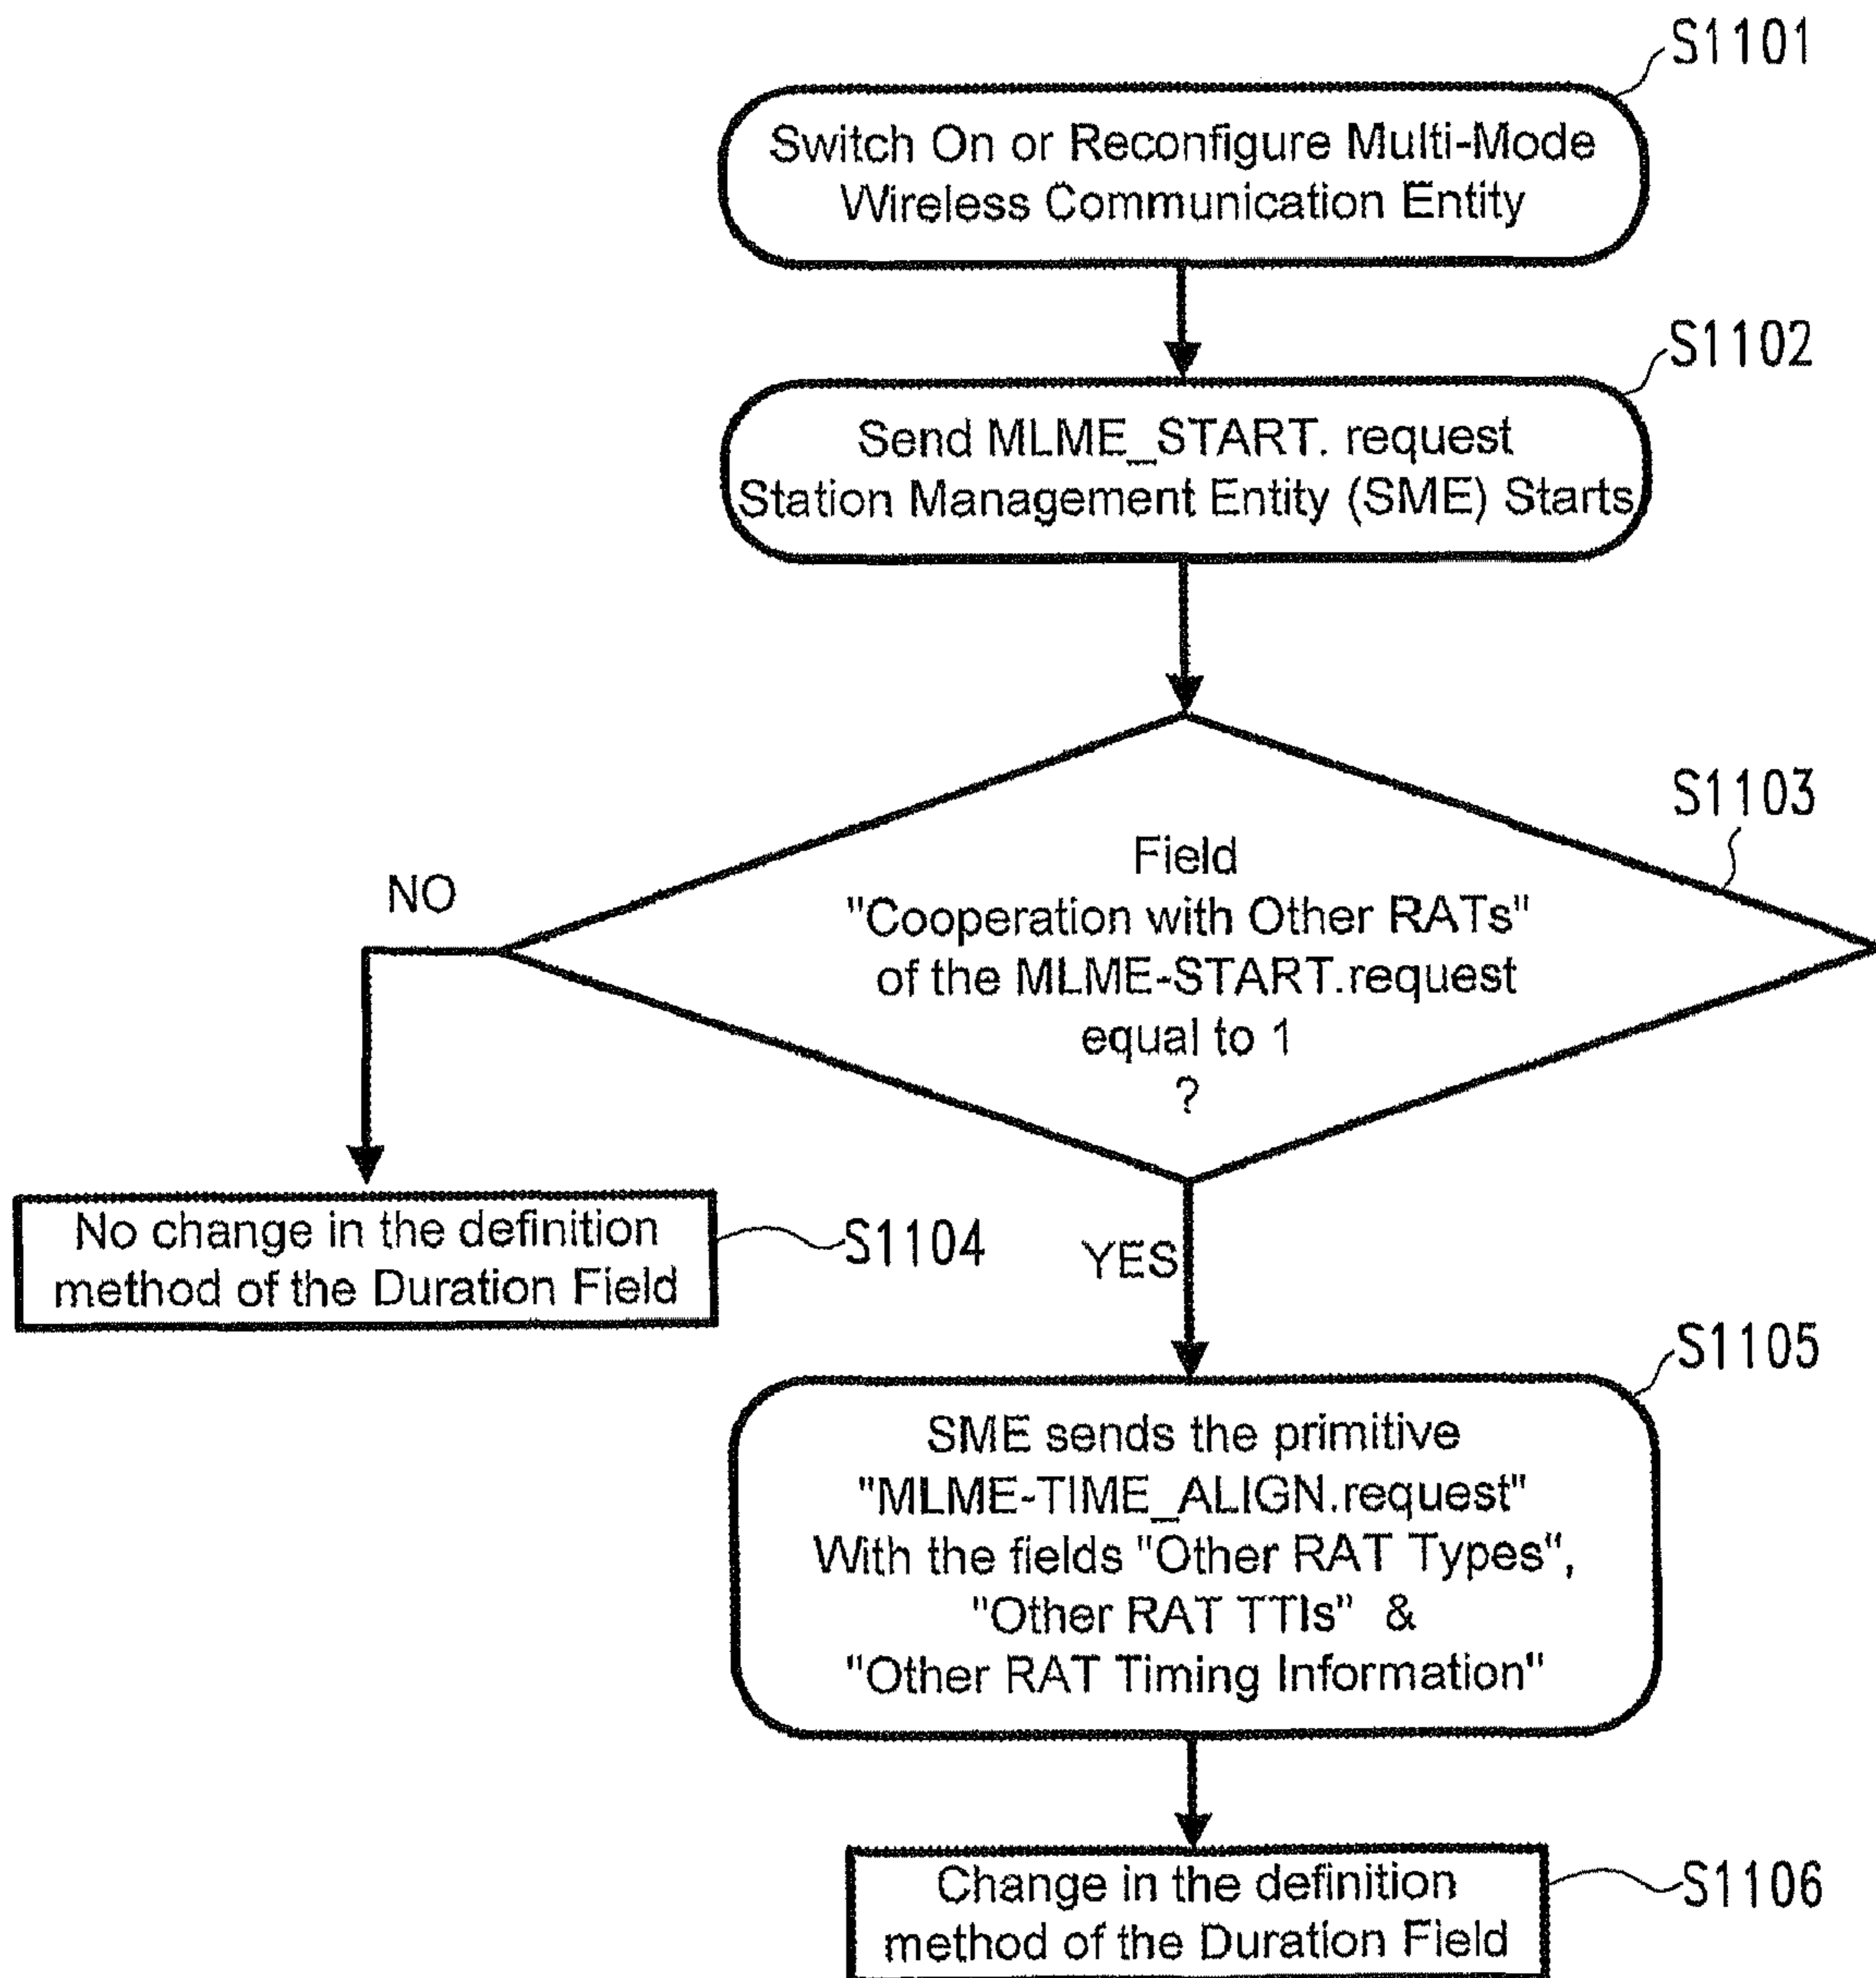 S1101
Switch On or Reconfigure Multi-Mode
Wireless Communication Entity
S1102
Send MLME_START. request
Station Management Entity (SME) Starts
S1103
Field
"Cooperation with Other RATs"
of the MLME-START.request
equal to 1
?
NO
No change in the definition
method of the Duration Field
S1104
YES
S1105
SME sends the primitive
"MLME-TIME_ALIGN.request"
With the fields "Other RAT Types",
"Other RAT TTIs" &
"Other RAT Timing Information"
Change in the definition
method of the Duration Field
S1106